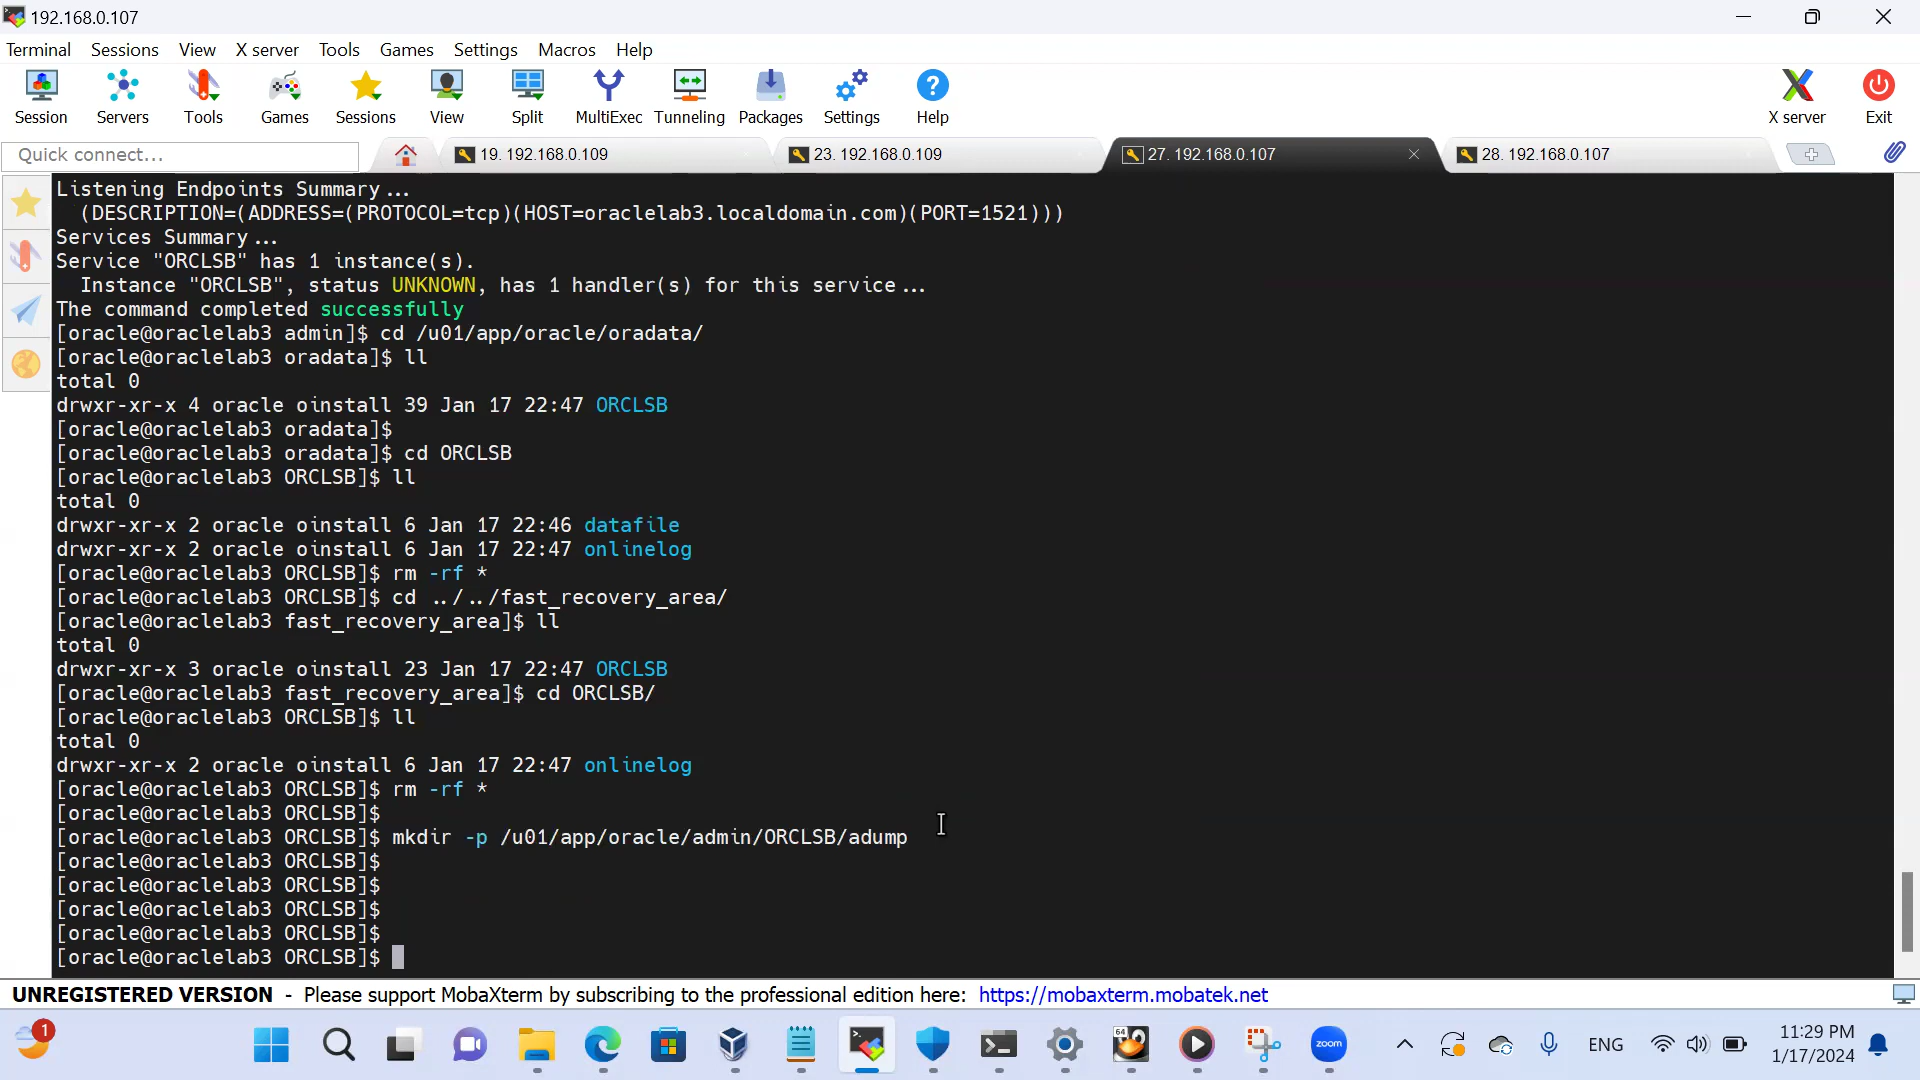 192.168.0.107
Terminal Sessions View X server Tools Games Settings Macros Help
Session Servers Tools Games Sessions View Split MultiExec Tunneling Packages Settings Help X server Exit
Quick connect... 19. 192.168.0.109 23. 192.168.0.109 27. 192.168.0.107 28. 192.168.0.107
Listening Endpoints Summary...
(DESCRIPTION=(ADDRESS=(PROTOCOL=tcp)(HOST=oraclelab3.localdomain.com)(PORT=1521)))
Services Summary...
Service "ORCLSB" has 1 instance(s).
Instance "ORCLSB", status UNKNOWN, has 1 handler(s) for this service...
The command completed successfully
[oracle@oraclelab3 admin]$ cd /u01/app/oracle/oradata/
[oracle@oraclelab3 oradata]$ ll
total 0
drwxr-xr-x 4 oracle oinstall 39 Jan 17 22:47 ORCLSB
[oracle@oraclelab3 oradata]$
[oracle@oraclelab3 oradata]$ cd ORCLSB
[oracle@oraclelab3 ORCLSB]$ ll
total 0
drwxr-xr-x 2 oracle oinstall 6 Jan 17 22:46 datafile
drwxr-xr-x 2 oracle oinstall 6 Jan 17 22:47 onlinelog
[oracle@oraclelab3 ORCLSB]$ rm -rf *
[oracle@oraclelab3 ORCLSB]$ cd ../../fast_recovery_area/
[oracle@oraclelab3 fast_recovery_area]$ ll
total 0
drwxr-xr-x 3 oracle oinstall 23 Jan 17 22:47 ORCLSB
[oracle@oraclelab3 fast_recovery_area]$ cd ORCLSB/
[oracle@oraclelab3 ORCLSB]$ ll
total 0
drwxr-xr-x 2 oracle oinstall 6 Jan 17 22:47 onlinelog
[oracle@oraclelab3 ORCLSB]$ rm -rf *
[oracle@oraclelab3 ORCLSB]$
[oracle@oraclelab3 ORCLSB]$ mkdir -p /u01/app/oracle/admin/ORCLSB/adump
[oracle@oraclelab3 ORCLSB]$
[oracle@oraclelab3 ORCLSB]$
[oracle@oraclelab3 ORCLSB]$
[oracle@oraclelab3 ORCLSB]$
[oracle@oraclelab3 ORCLSB]$
UNREGISTERED VERSION - Please support MobaXterm by subscribing to the professional edition here: https://mobaxterm.mobatek.net
1 64 zoom ENG 11:29 PM
1/17/2024